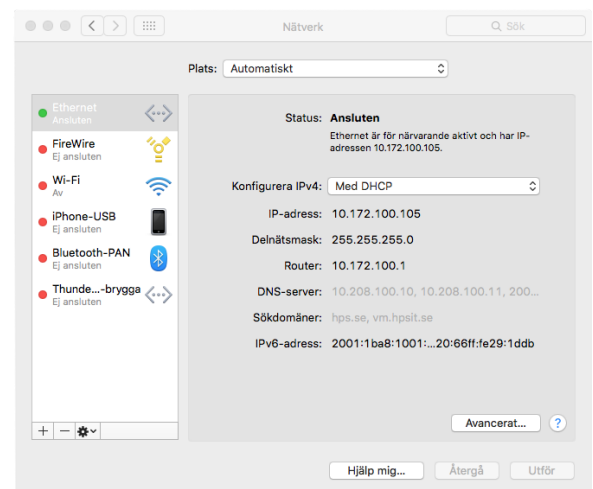 Nätverk
Sök
Plats: Automatiskt
Ethernet
Ansluten
FireWire
Ej ansluten
Wi-Fi
Av
iPhone-USB
Ej ansluten
Bluetooth-PAN
Ej ansluten
Thunde...-brygga
Ej ansluten
Status: Ansluten
Ethernet är för närvarande aktivt och har IP-
adressen 10.172.100.105.
Konfigurera IPv4: Med DHCP
IP-adress: 10.172.100.105
Delnätsmask: 255.255.255.0
Router: 10.172.100.1
DNS-server: 10.208.100.10, 10.208.100.11, 200...
Sökdomäner: hps.se, vm.hpsit.se
IPv6-adress: 2001:1ba8:1001:...20:66ff:fe29:1ddb
Avancerat... ?
Hjälp mig... Återgå Utför